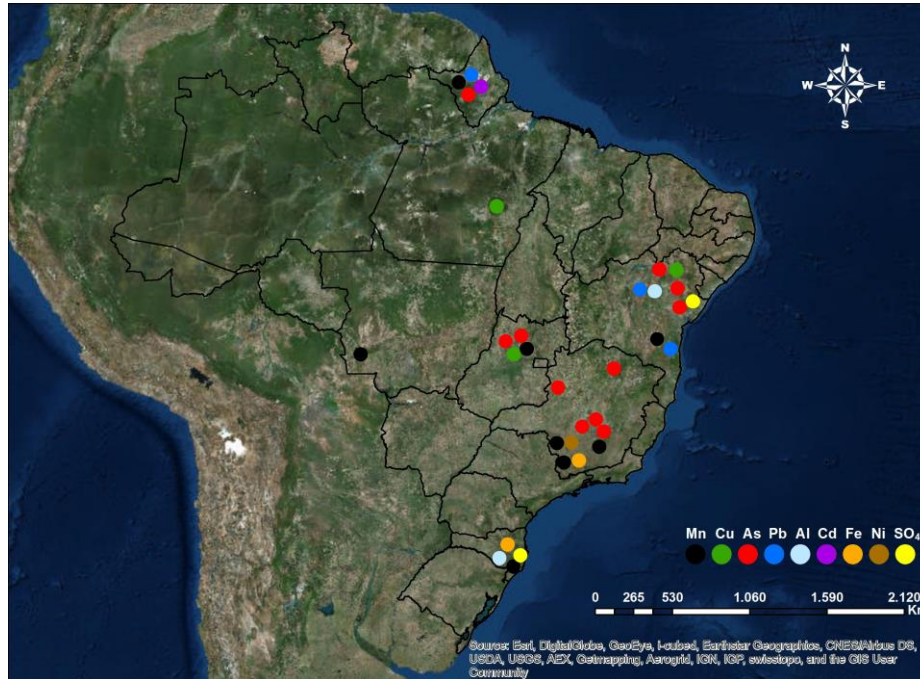 N
W E
S
Mn Cu As Pb Al Cd Fe Ni SO₄
0 265 530 1.060 1.590 2.120
Km
Source: Esri, DigitalGlobe, GeoEye, i-cubed, Earthstar Geographics, CNES/Airbus DS,
USDA, USGS, AEX, Getmapping, Aerogrid, IGN, IGP, swisstopo, and the GIS User
Community